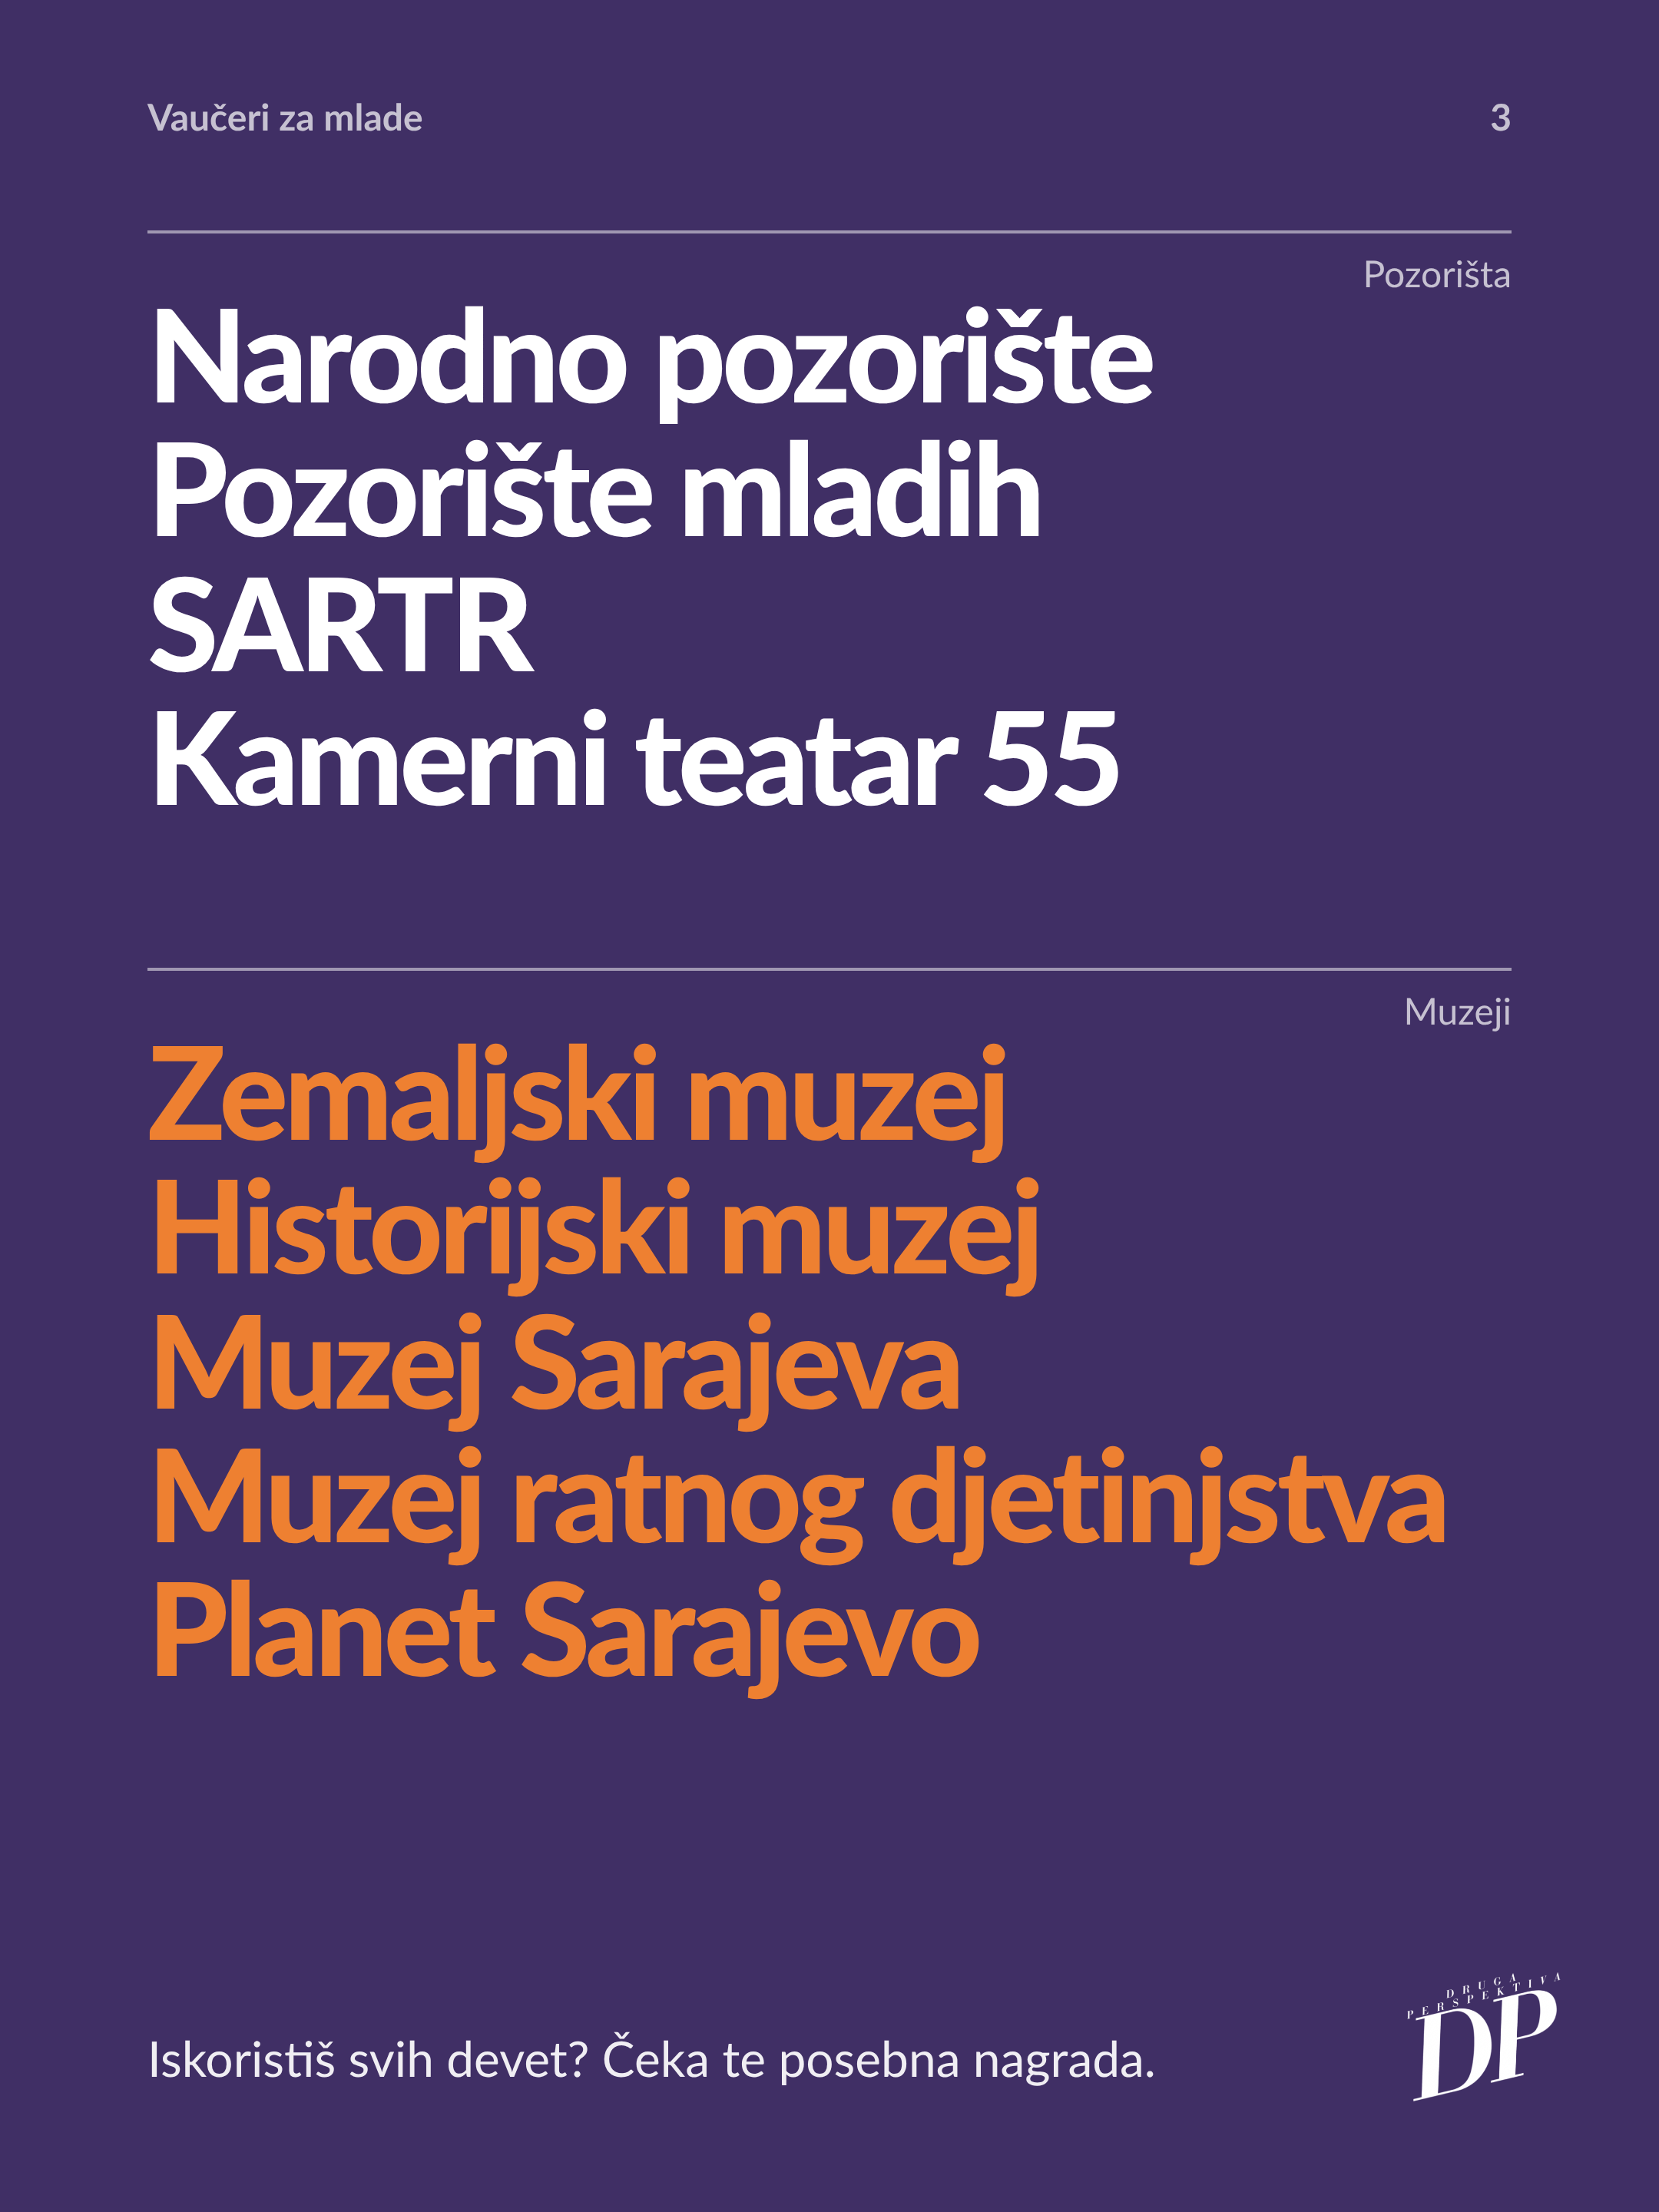 Vaučeri za mlade
3
Pozorišta
Narodno pozorište
Pozorište mladih
SARTR
Kamerni teatar 55
Muzeji
Zemaljski muzej
Historijski muzej
Muzej Sarajeva
Muzej ratnog djetinjstva
Planet Sarajevo
Iskoristiš svih devet? Čeka te posebna nagrada.
DRUGA
PERSPEKTIVA
DP